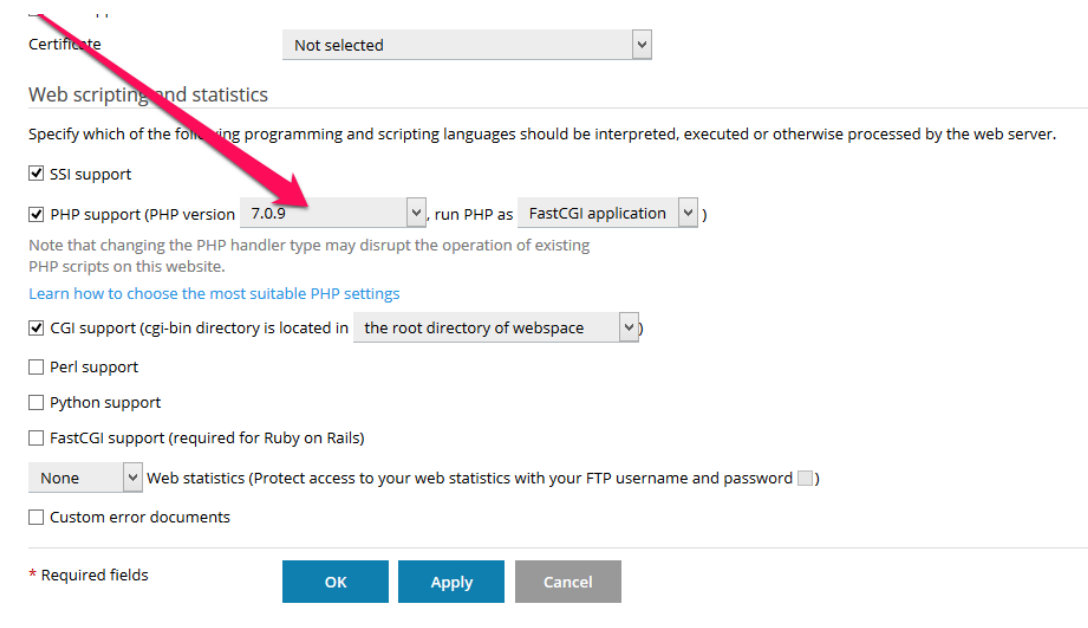 Certificate Not selected
Web scripting and statistics
Specify which of the following programming and scripting languages should be interpreted, executed or otherwise processed by the web server.
SSI support
PHP support (PHP version 7.0.9 , run PHP as FastCGI application )
Note that changing the PHP handler type may disrupt the operation of existing
PHP scripts on this website.
Learn how to choose the most suitable PHP settings
CGI support (cgi-bin directory is located in the root directory of webspace )
Perl support
Python support
FastCGI support (required for Ruby on Rails)
None Web statistics (Protect access to your web statistics with your FTP username and password )
Custom error documents
* Required fields OK Apply Cancel